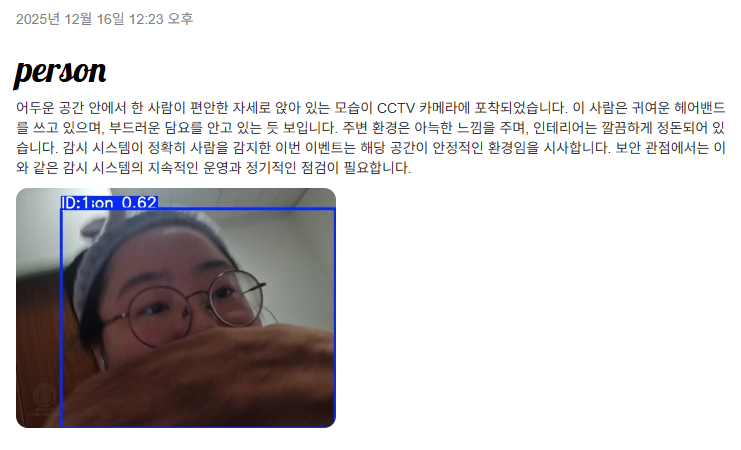 2025년 12월 16일 12:23 오후
person
어두운 공간 안에서 한 사람이 편안한 자세로 앉아 있는 모습이 CCTV 카메라에 포착되었습니다. 이 사람은 귀여운 헤어밴드
를 쓰고 있으며, 부드러운 담요를 안고 있는 듯 보입니다. 주변 환경은 아늑한 느낌을 주며, 인테리어는 깔끔하게 정돈되어 있
습니다. 감시 시스템이 정확히 사람을 감지한 이번 이벤트는 해당 공간이 안정적인 환경임을 시사합니다. 보안 관점에서는 이
와 같은 감시 시스템의 지속적인 운영과 정기적인 점검이 필요합니다.
ID:1son 0.62